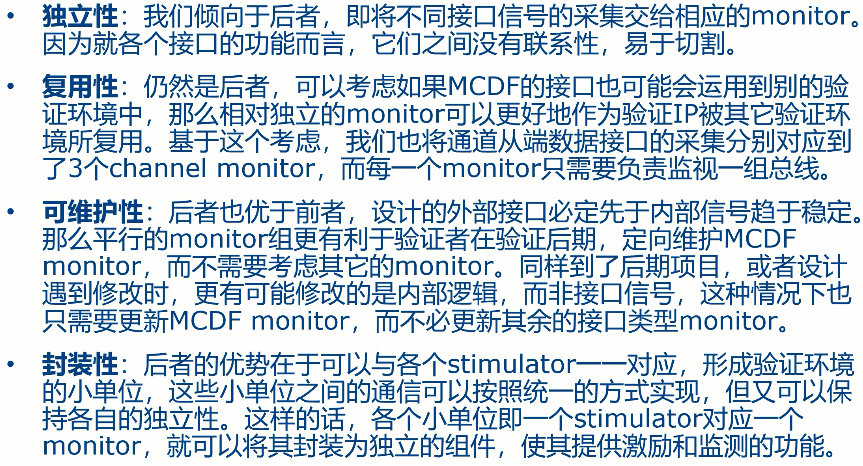 • 独立性：我们倾向于后者，即将不同接口信号的采集交给相应的monitor。
因为就各个接口的功能而言，它们之间没有联系性，易于切割。
• 复用性：仍然是后者，可以考虑如果MCDF的接口也可能会运用到别的验
证环境中，那么相对独立的monitor可以更好地作为验证IP被其它验证环
境所复用。基于这个考虑，我们也将通道从端数据接口的采集分别对应到
了3个channel monitor，而每一个monitor只需要负责监视一组总线。
• 可维护性：后者也优于前者，设计的外部接口必定先于内部信号趋于稳定。
那么平行的monitor组更有利于验证者在验证后期，定向维护MCDF
monitor，而不需要考虑其它的monitor。同样到了后期项目，或者设计
遇到修改时，更有可能修改的是内部逻辑，而非接口信号，这种情况下也
只需要更新MCDF monitor，而不必更新其余的接口类型monitor。
• 封装性：后者的优势在于可以与各个stimulator一一对应，形成验证环境
的小单位，这些小单位之间的通信可以按照统一的方式实现，但又可以保
持各自的独立性。这样的话，各个小单位即一个stimulator对应一个
monitor，就可以将其封装为独立的组件，使其提供激励和监测的功能。